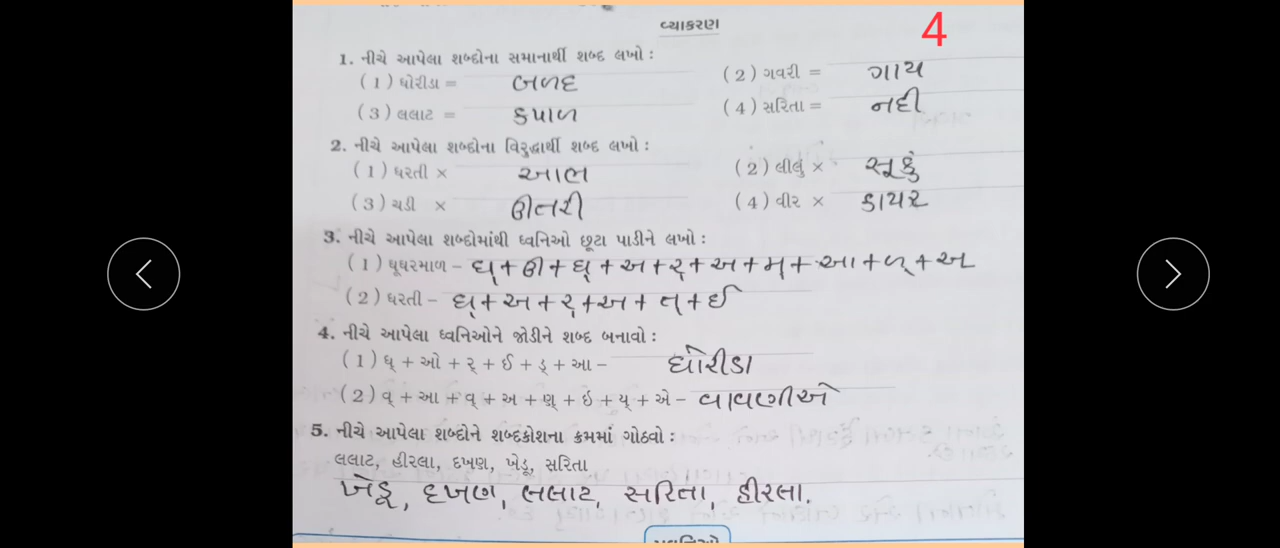 વ્યાકરણ
4
1. નીચે આપેલા શબ્દોના સમાનાર્થી શબ્દ લખો :
(1) ધોરીડા = બળદ (2) ગવરી = ગાય
(3) લલાટ = કપાળ (4) સરિતા = નદી
2. નીચે આપેલા શબ્દોના વિરુદ્ધાર્થી શબ્દ લખો :
(1) ધરતી × આભ (2) લીલું × સૂકું
(3) ચડી × ઊતરી (4) વીર × કાયર
3. નીચે આપેલા શબ્દોમાંથી ધ્વનિઓ છૂટા પાડીને લખો :
(1) ઘૂઘરમાળ – ઘ્ + ઊ + ઘ્ + અ + ર્ + અ + મ્ + આ + ળ્ + અ
(2) ધરતી – ધ્ + અ + ર્ + અ + ત્ + ઈ
4. નીચે આપેલા ધ્વનિઓને જોડીને શબ્દ બનાવો :
(1) ધ્ + ઓ + ર્ + ઈ + ડ્ + આ – ધોરીડા
(2) વ્ + આ + વ્ + અ + ણ્ + ઇ + ય્ + એ – વાવણીએ
5. નીચે આપેલા શબ્દોને શબ્દકોશના ક્રમમાં ગોઠવો :
લલાટ, હીરલા, દખણ, ખેડૂ, સરિતા
ખેડૂ, દખણ, લલાટ, સરિતા, હીરલા.